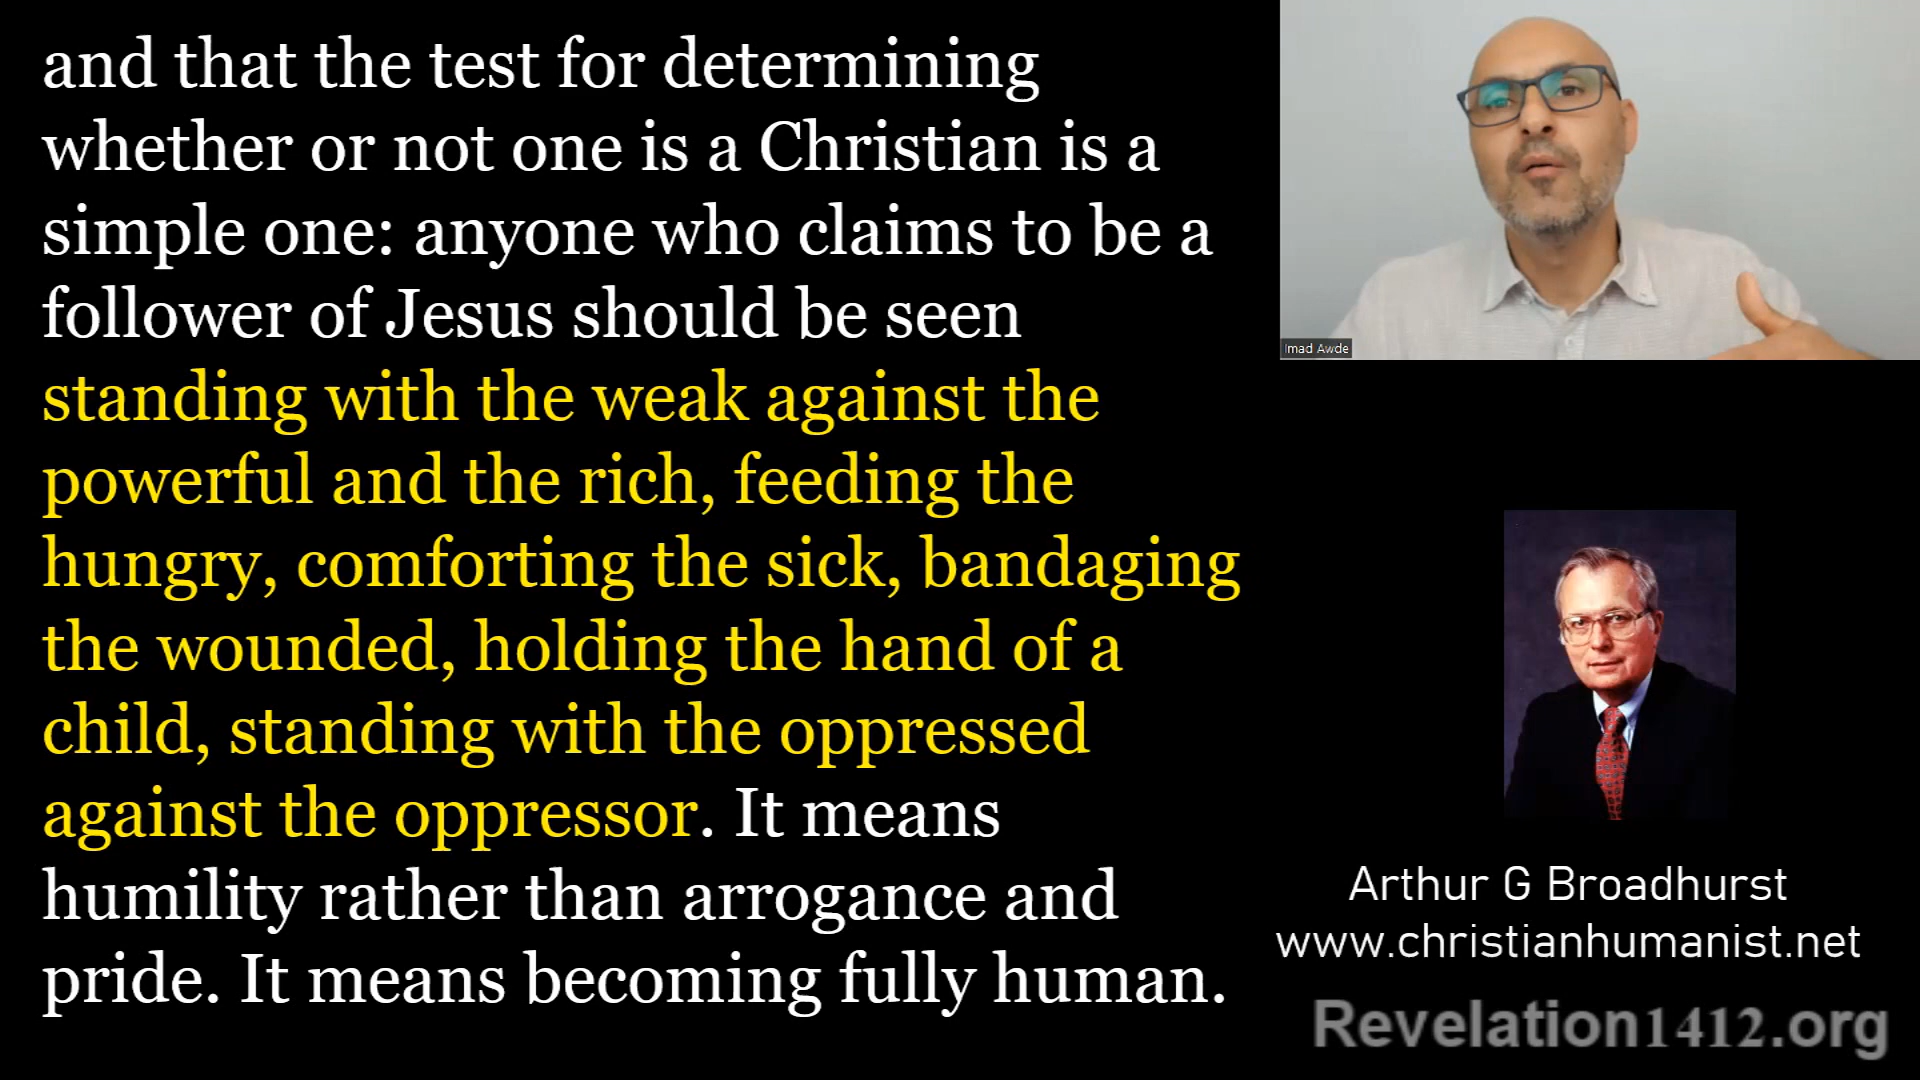 and that the test for determining
whether or not one is a Christian is a
simple one: anyone who claims to be a
follower of Jesus should be seen
standing with the weak against the
powerful and the rich, feeding the
hungry, comforting the sick, bandaging
the wounded, holding the hand of a
child, standing with the oppressed
against the oppressor. It means
humility rather than arrogance and
pride. It means becoming fully human.
Imad Awde
Arthur G Broadhurst
www.christianhumanist.net
Revelation1412.org